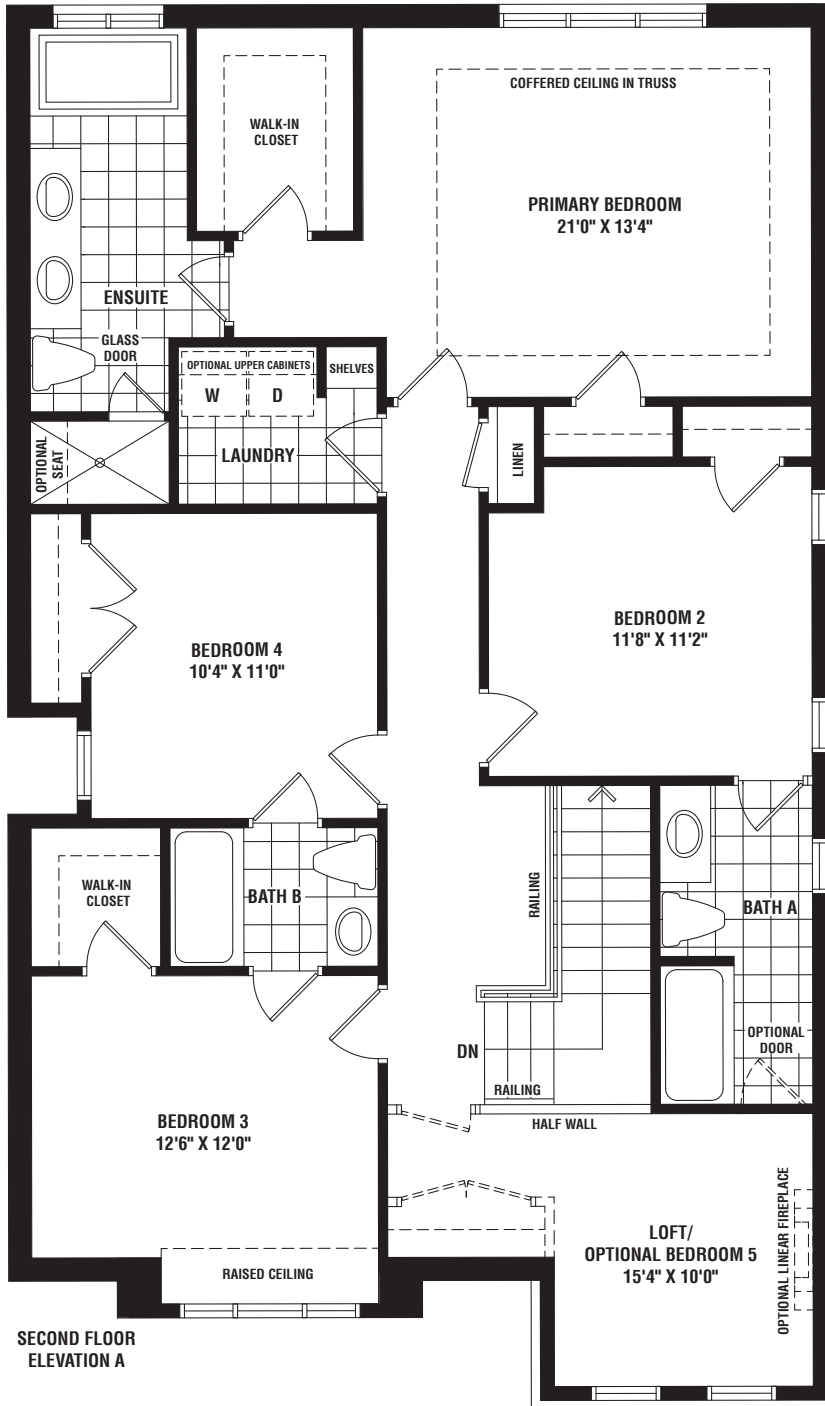 COFFERED CEILING IN TRUSS
WALK-IN
CLOSET
PRIMARY BEDROOM
21'0" X 13'4"
ENSUITE
GLASS
DOOR
OPTIONAL UPPER CABINETS
SHELVES
W
D
LAUNDRY
LINEN
OPTIONAL
SEAT
BEDROOM 2
11'8" X 11'2"
BEDROOM 4
10'4" X 11'0"
WALK-IN
CLOSET
BATH B
RAILING
BATH A
OPTIONAL
DOOR
DN
RAILING
HALF WALL
BEDROOM 3
12'6" X 12'0"
LOFT/
OPTIONAL BEDROOM 5
15'4" X 10'0"
OPTIONAL LINEAR FIREPLACE
RAISED CEILING
SECOND FLOOR
ELEVATION A